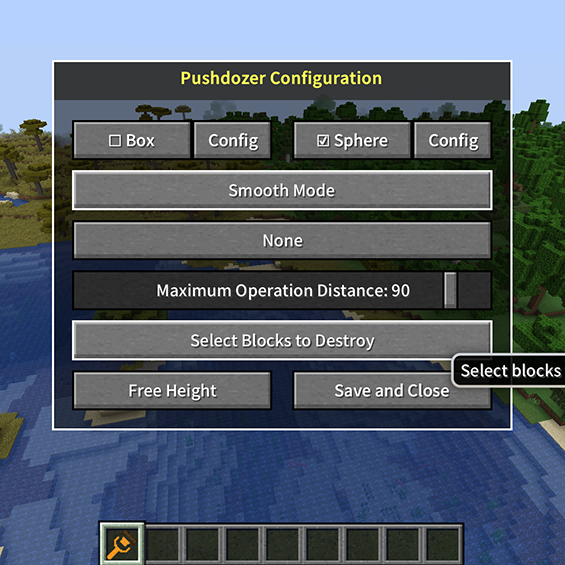 Pushdozer Configuration
☐ Box Config ☑ Sphere Config
Smooth Mode
None
Maximum Operation Distance: 90
Select Blocks to Destroy
Select blocks
Free Height Save and Close